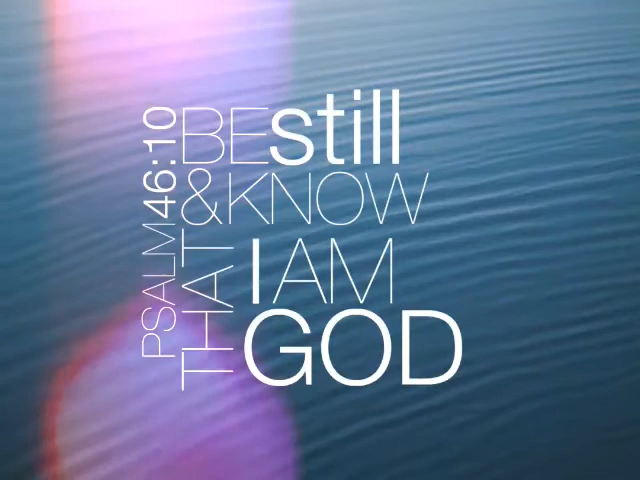 BE still
& KNOW
THAT
I AM
GOD
PSALM 46:10